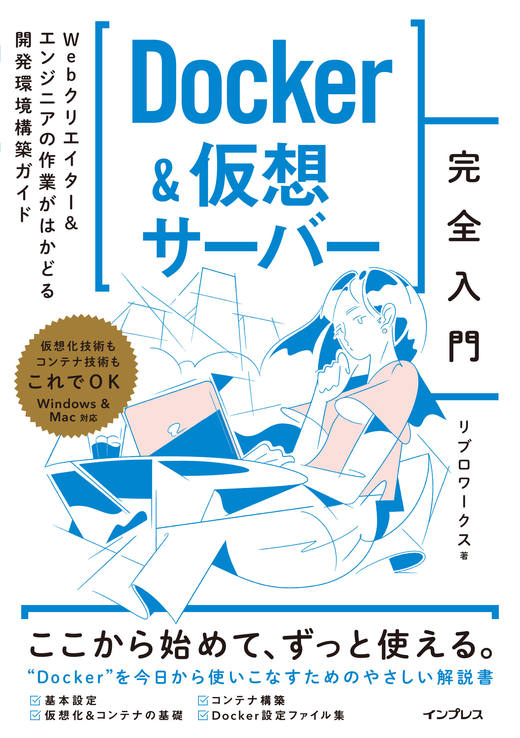 Webクリエイター&
エンジニアの作業がはかどる
開発環境構築ガイド
Docker
&仮想
サーバー
完全入門
仮想化技術も
コンテナ技術も
これでOK
Windows &
Mac 対応
リブロワークス 著
ここから始めて、ずっと使える。
“Docker”を今日から使いこなすためのやさしい解説書
基本設定
コンテナ構築
仮想化&コンテナの基礎
Docker設定ファイル集
インプレス